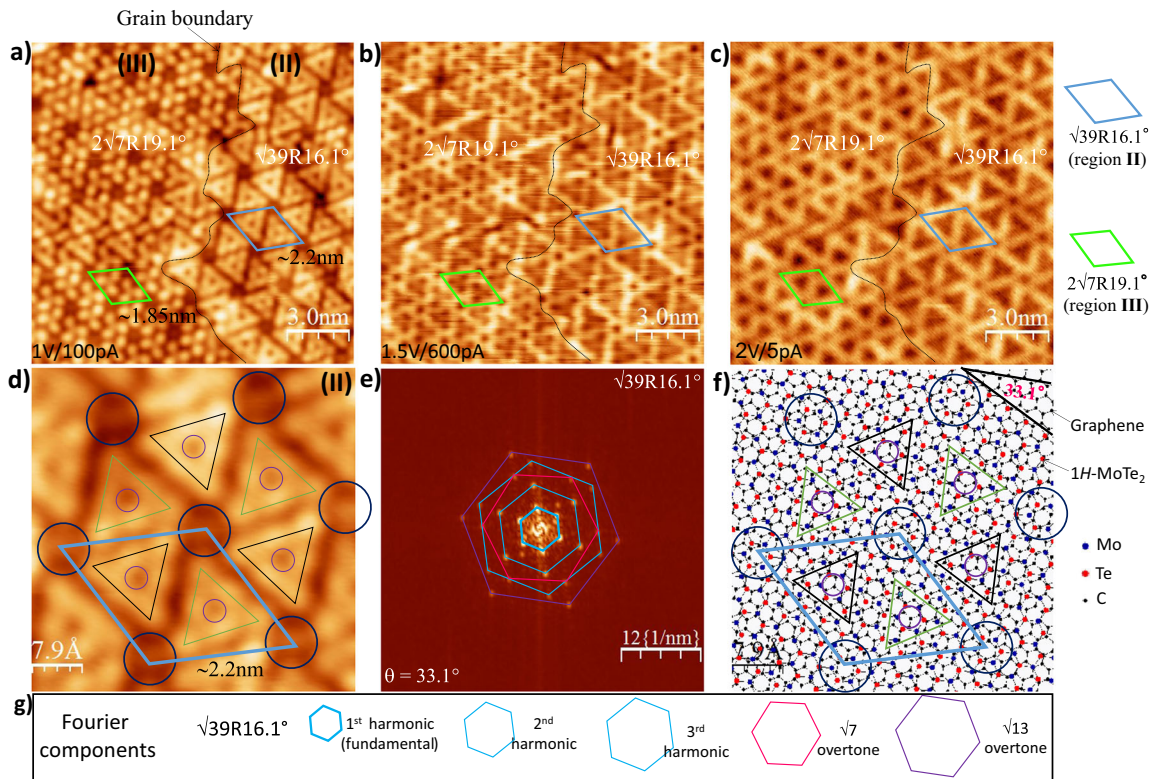 Grain boundary
a)
(III)
(II)
2√7R19.1°
√39R16.1°
~2.2nm
~1.85nm
3.0nm
1V/100pA
b)
2√7R19.1°
√39R16.1°
3.0nm
1.5V/600pA
c)
2√7R19.1°
√39R16.1°
3.0nm
2V/5pA
√39R16.1°
(region II)
2√7R19.1°
(region III)
d)
(II)
7.9Å
~2.2nm
e)
√39R16.1°
12{1/nm}
θ = 33.1°
f)
33.1°
Graphene
1H-MoTe₂
Mo
Te
C
7.9Å
g)
Fourier
components
√39R16.1°
1st harmonic
(fundamental)
2nd
harmonic
3rd
harmonic
√7
overtone
√13
overtone